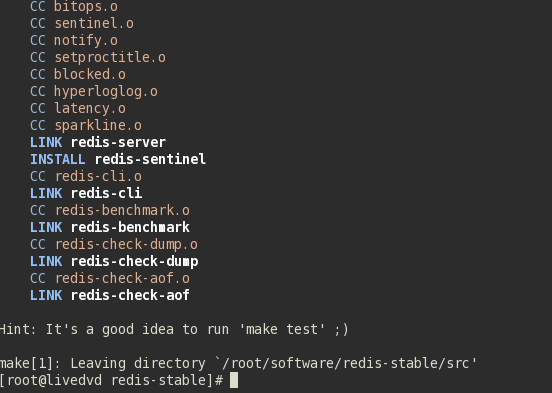 CC bitops.o
CC sentinel.o
CC notify.o
CC setproctitle.o
CC blocked.o
CC hyperloglog.o
CC latency.o
CC sparkline.o
LINK redis-server
INSTALL redis-sentinel
CC redis-cli.o
LINK redis-cli
CC redis-benchmark.o
LINK redis-benchmark
CC redis-check-dump.o
LINK redis-check-dump
CC redis-check-aof.o
LINK redis-check-aof
Hint: It's a good idea to run 'make test' ;)
make[1]: Leaving directory `/root/software/redis-stable/src'
[root@livedvd redis-stable]#